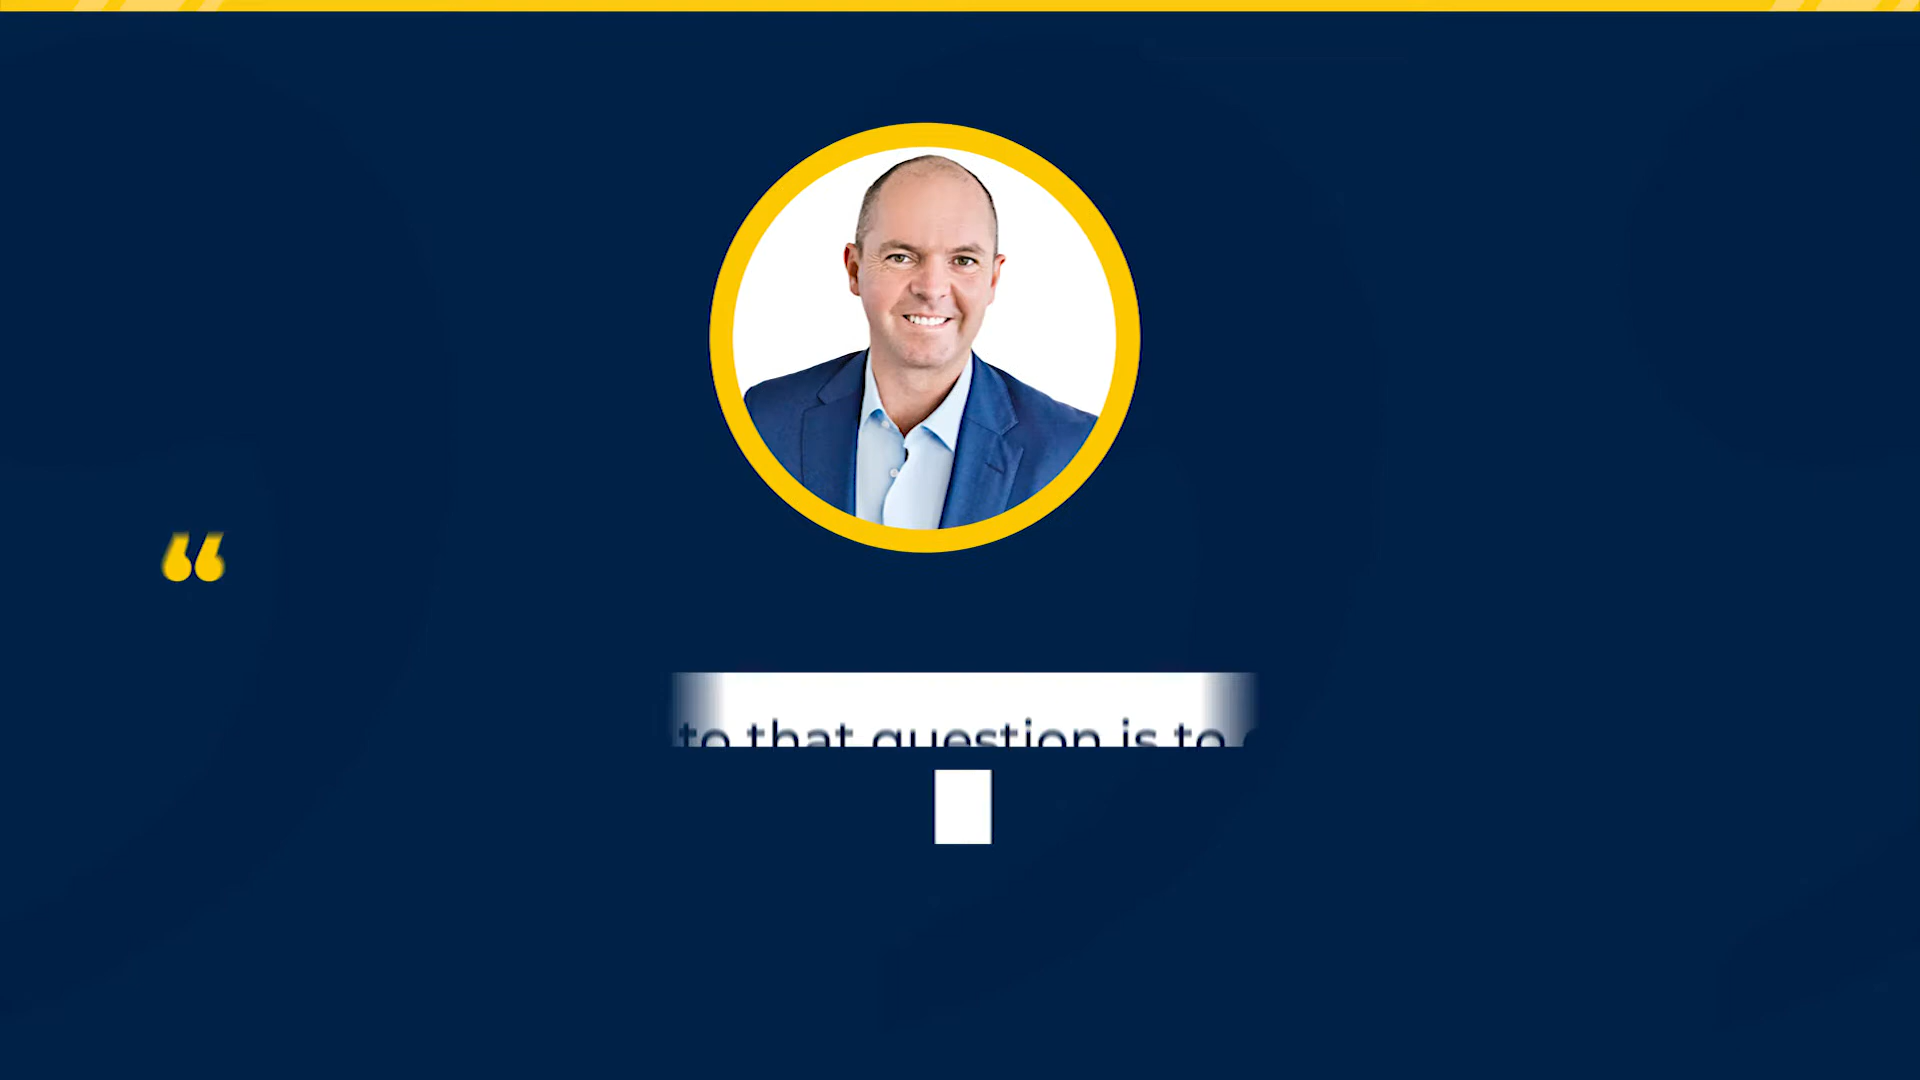 “
to that question is to